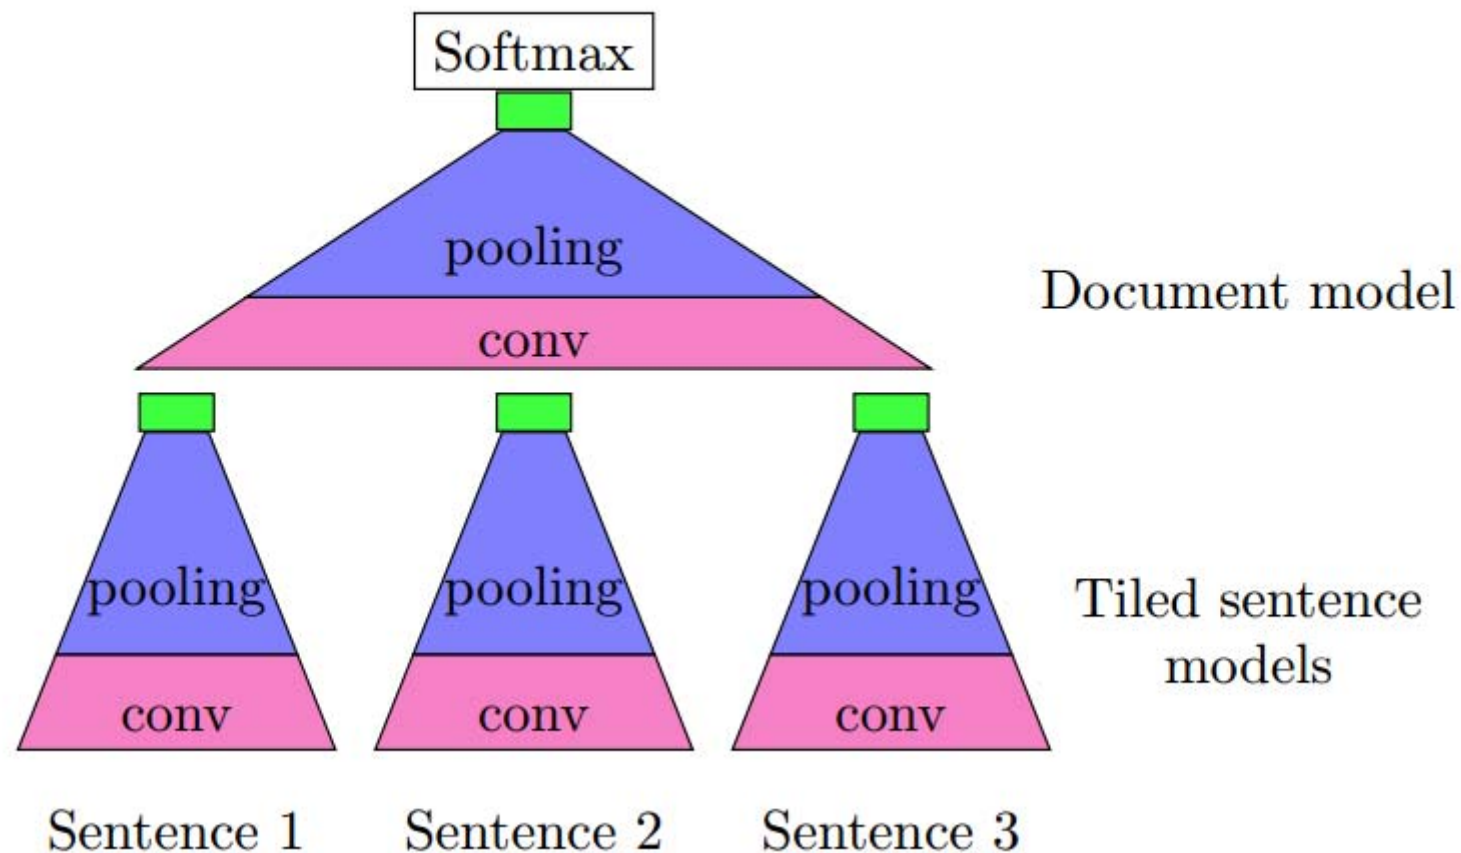 Softmax
pooling
conv
Document model
pooling
pooling
pooling
Tiled sentence
models
conv
conv
conv
Sentence 1
Sentence 2
Sentence 3